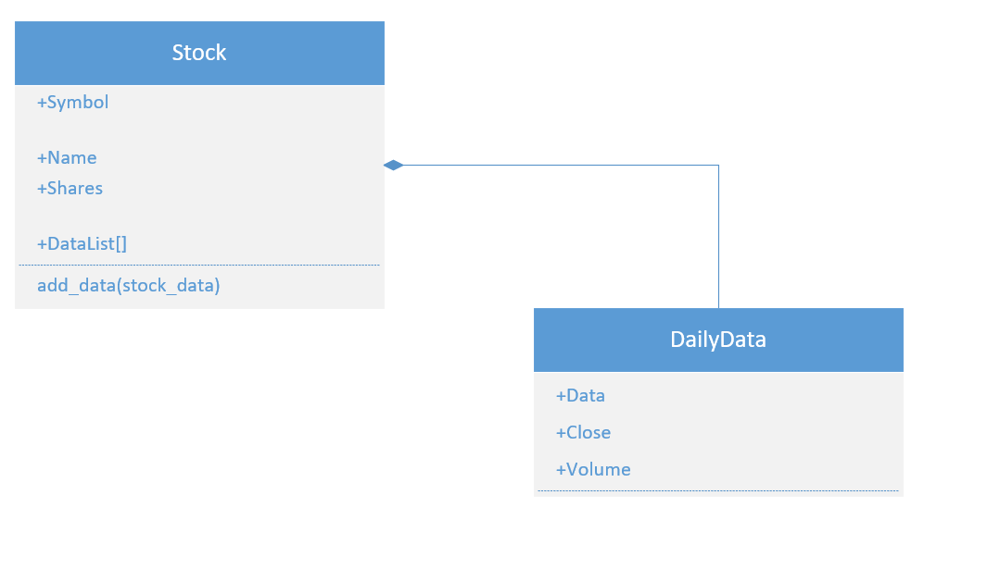 Stock
+Symbol
+Name
+Shares
+DataList[]
add_data(stock_data)
DailyData
+Data
+Close
+Volume